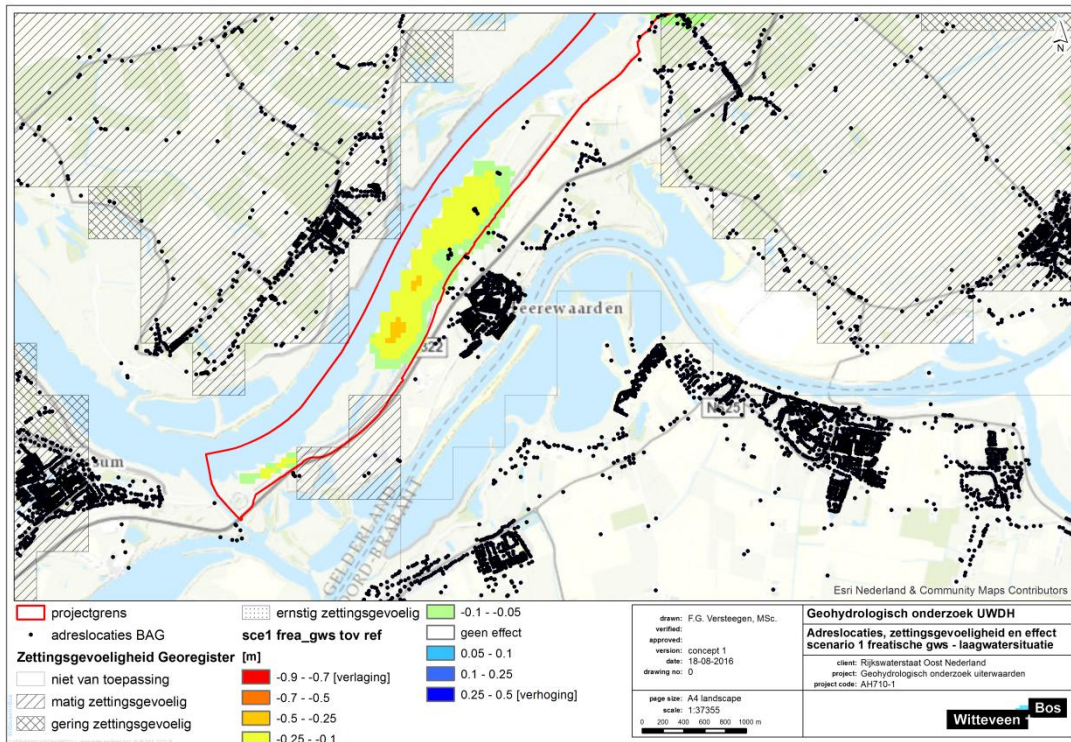 N
eerewaarden
322
N625
sum
GELDERLAND
OORD-BRABANT
Esri Nederland & Community Maps Contributors
projectgrens
adreslocaties BAG
Zettingsgevoeligheid Georegister
niet van toepassing
matig zettingsgevoelig
gering zettingsgevoelig
ernstig zettingsgevoelig
sce1 frea_gws tov ref
[m]
-0.9 - -0.7 [verlaging]
-0.7 - -0.5
-0.5 - -0.25
-0.25 - -0.1
-0.1 - -0.05
geen effect
0.05 - 0.1
0.1 - 0.25
0.25 - 0.5 (verhoging)
drawn: F.G. Versteegen, MSc.
verified:
approved:
version: concept 1
date: 18-08-2016
drawing no: 0
page size: A4 landscape
scale: 1:37355
0 200 400 600 800 1000 m
Geohydrologisch onderzoek UWDH
Adreslocaties, zettingsgevoeligheid en effect
scenario 1 freatische gws - laagwatersituatie
client: Rijkswaterstaat Oost Nederland
project: Geohydrologisch onderzoek uiterwaarden
project code: AH710-1
Witteveen + Bos